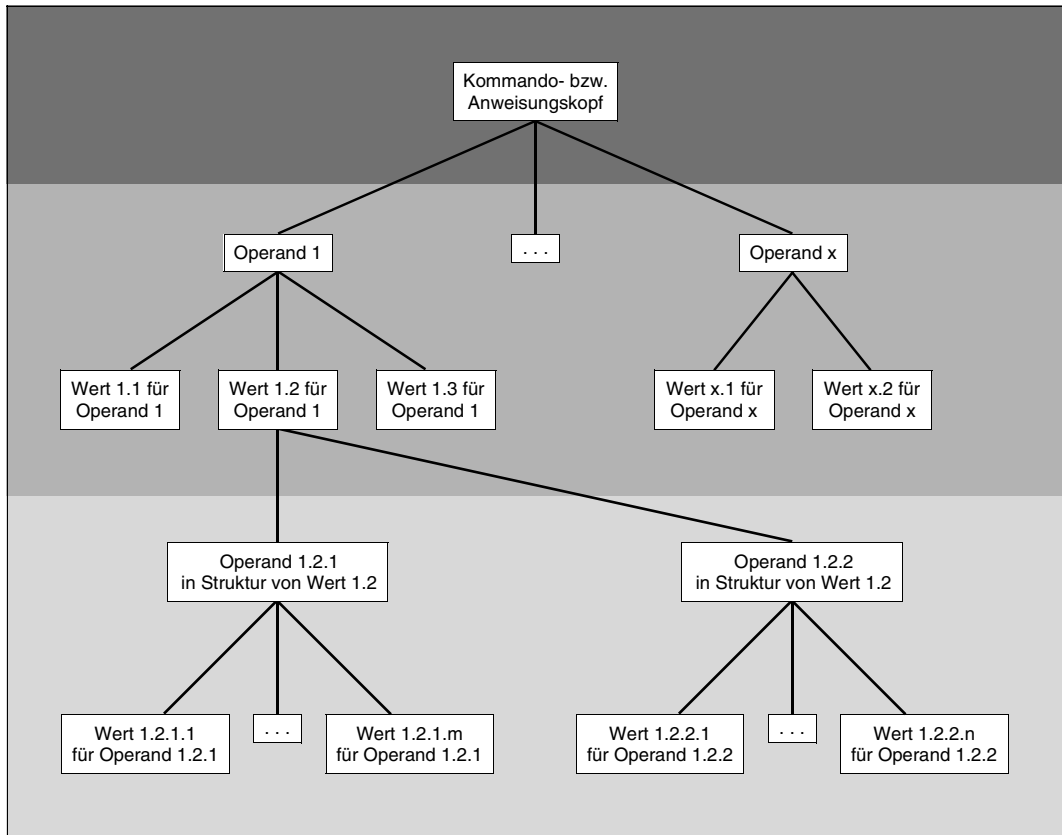 Kommando- bzw.
Anweisungskopf
Operand 1
. . .
Operand x
Wert 1.1 für
Operand 1
Wert 1.2 für
Operand 1
Wert 1.3 für
Operand 1
Wert x.1 für
Operand x
Wert x.2 für
Operand x
Operand 1.2.1
in Struktur von Wert 1.2
Operand 1.2.2
in Struktur von Wert 1.2
Wert 1.2.1.1
für Operand 1.2.1
. . .
Wert 1.2.1.m
für Operand 1.2.1
Wert 1.2.2.1
für Operand 1.2.2
. . .
Wert 1.2.2.n
für Operand 1.2.2